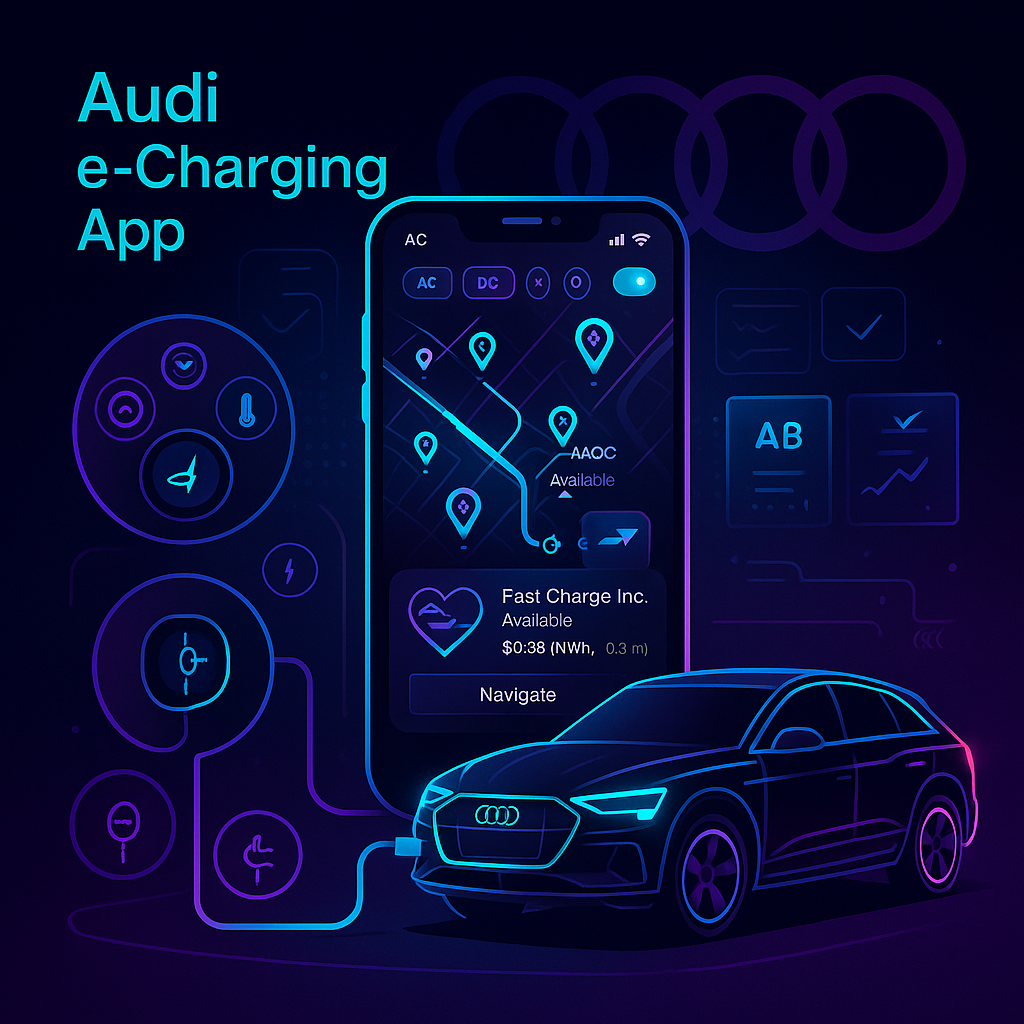 Audi
e-Charging
App
AC
AC DC x O
AAOC
Available
AB
Fast Charge Inc.
Available
$0:38 (NWh, 0.3 m)
Navigate